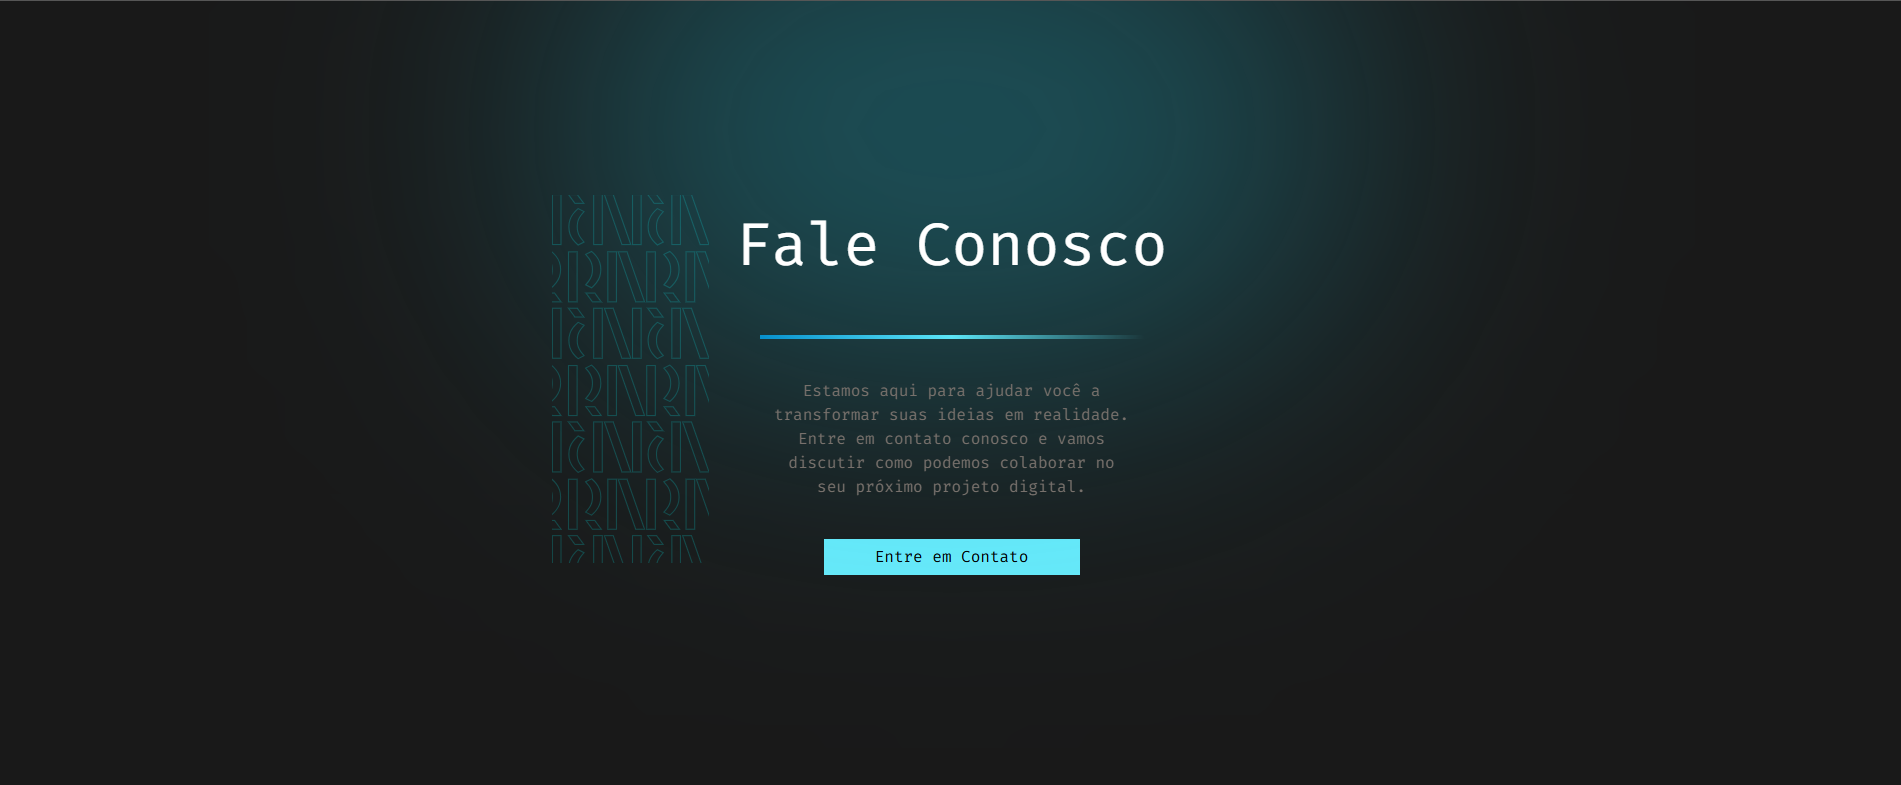 Fale Conosco
Estamos aqui para ajudar você a
transformar suas ideias em realidade.
Entre em contato conosco e vamos
discutir como podemos colaborar no
seu próximo projeto digital.
Entre em Contato